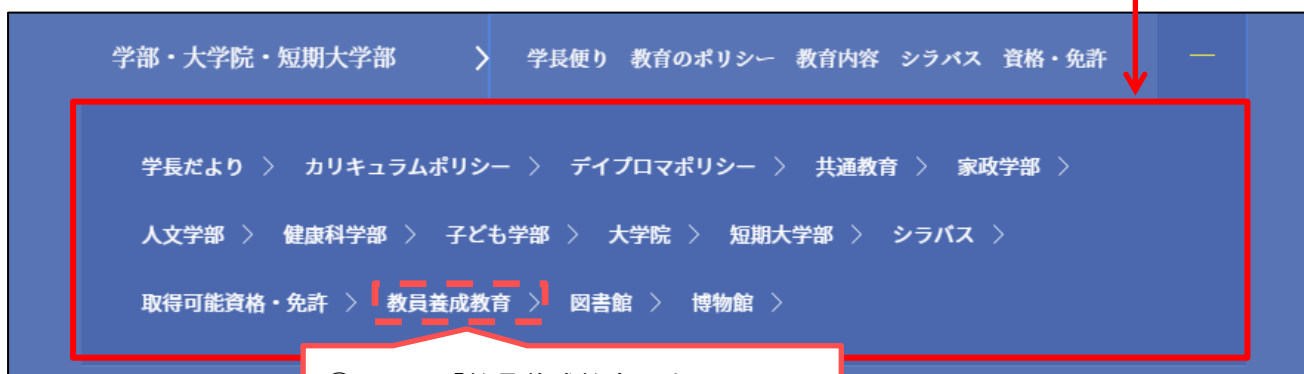 学部・大学院・短期大学部 > 学長便り 教育のポリシー 教育内容 シラバス 資格・免許 —
学長だより > カリキュラムポリシー > デイプロマポリシー > 共通教育 > 家政学部 >
人文学部 > 健康科学部 > 子ども学部 > 大学院 > 短期大学部 > シラバス >
取得可能資格・免許 > 教員養成教育 > 図書館 > 博物館 >